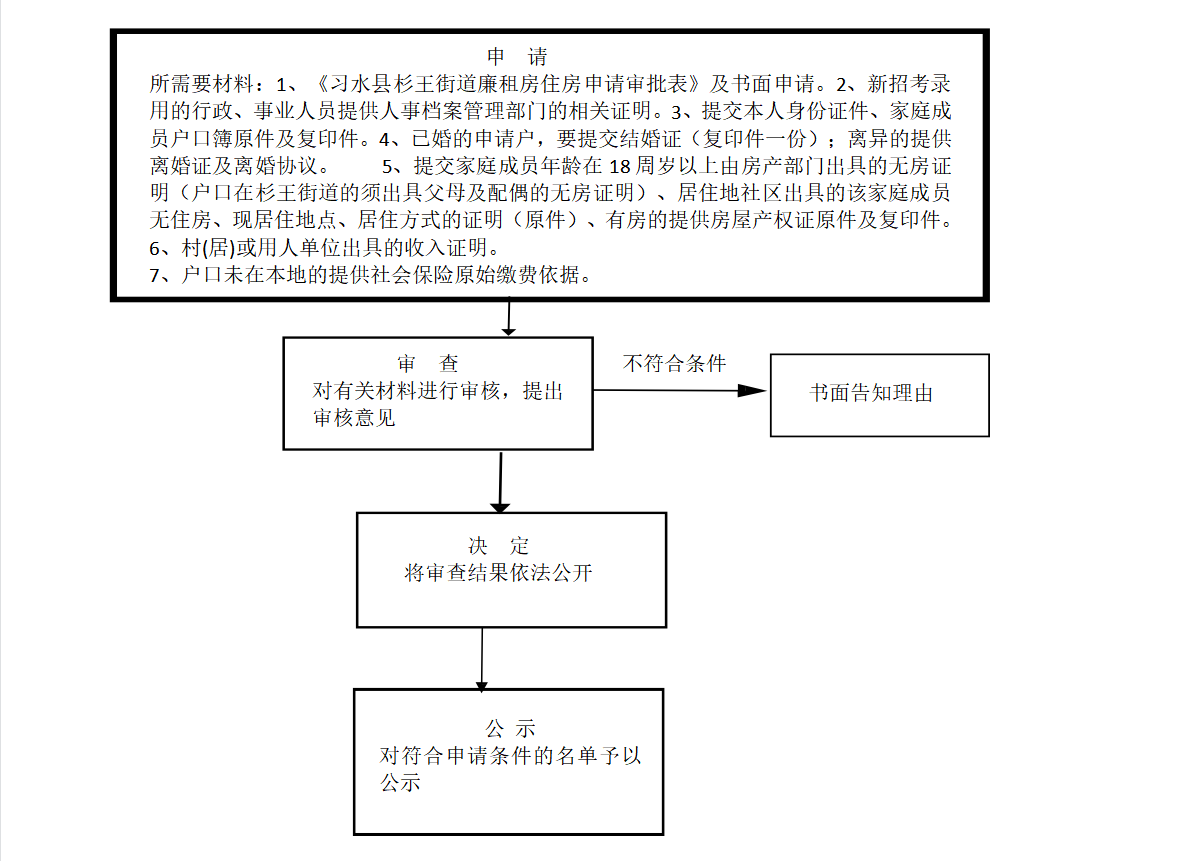 申 请
所需要材料：1、《习水县杉王街道廉租房住房申请审批表》及书面申请。2、新招考录
用的行政、事业人员提供人事档案管理部门的相关证明。3、提交本人身份证件、家庭成
员户口簿原件及复印件。4、已婚的申请户，要提交结婚证（复印件一份）；离异的提供
离婚证及离婚协议。 5、提交家庭成员年龄在 18 周岁以上由房产部门出具的无房证
明（户口在杉王街道的须出具父母及配偶的无房证明）、居住地社区出具的该家庭成员
无住房、现居住地点、居住方式的证明（原件）、有房的提供房屋产权证原件及复印件。
6、村(居)或用人单位出具的收入证明。
7、户口未在本地的提供社会保险原始缴费依据。
审 查
对有关材料进行审核，提出
审核意见
不符合条件
书面告知理由
决 定
将审查结果依法公开
公 示
对符合申请条件的名单予以
公示